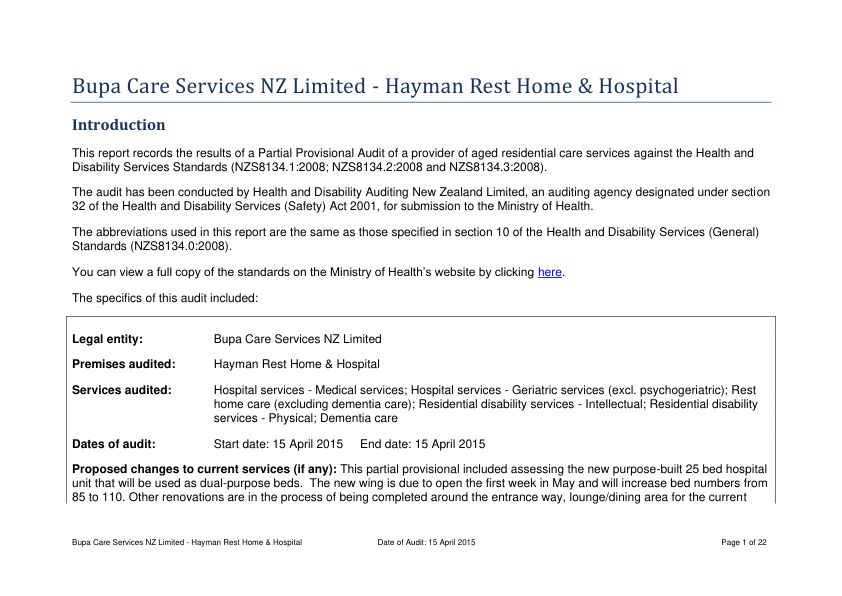 Bupa Care Services NZ Limited - Hayman Rest Home & Hospital
Introduction
This report records the results of a Partial Provisional Audit of a provider of aged residential care services against the Health and
Disability Services Standards (NZS8134.1:2008; NZS8134.2:2008 and NZS8134.3:2008).
The audit has been conducted by Health and Disability Auditing New Zealand Limited, an auditing agency designated under section
32 of the Health and Disability Services (Safety) Act 2001, for submission to the Ministry of Health.
The abbreviations used in this report are the same as those specified in section 10 of the Health and Disability Services (General)
Standards (NZS8134.0:2008).
You can view a full copy of the standards on the Ministry of Health's website by clicking here.
The specifics of this audit included:
Legal entity: Bupa Care Services NZ Limited
Premises audited: Hayman Rest Home & Hospital
Services audited: Hospital services - Medical services; Hospital services - Geriatric services (excl. psychogeriatric); Rest
home care (excluding dementia care); Residential disability services - Intellectual; Residential disability
services - Physical; Dementia care
Dates of audit: Start date: 15 April 2015 End date: 15 April 2015
Proposed changes to current services (if any): This partial provisional included assessing the new purpose-built 25 bed hospital
unit that will be used as dual-purpose beds. The new wing is due to open the first week in May and will increase bed numbers from
85 to 110. Other renovations are in the process of being completed around the entrance way, lounge/dining area for the current
Bupa Care Services NZ Limited - Hayman Rest Home & Hospital Date of Audit: 15 April 2015 Page 1 of 22